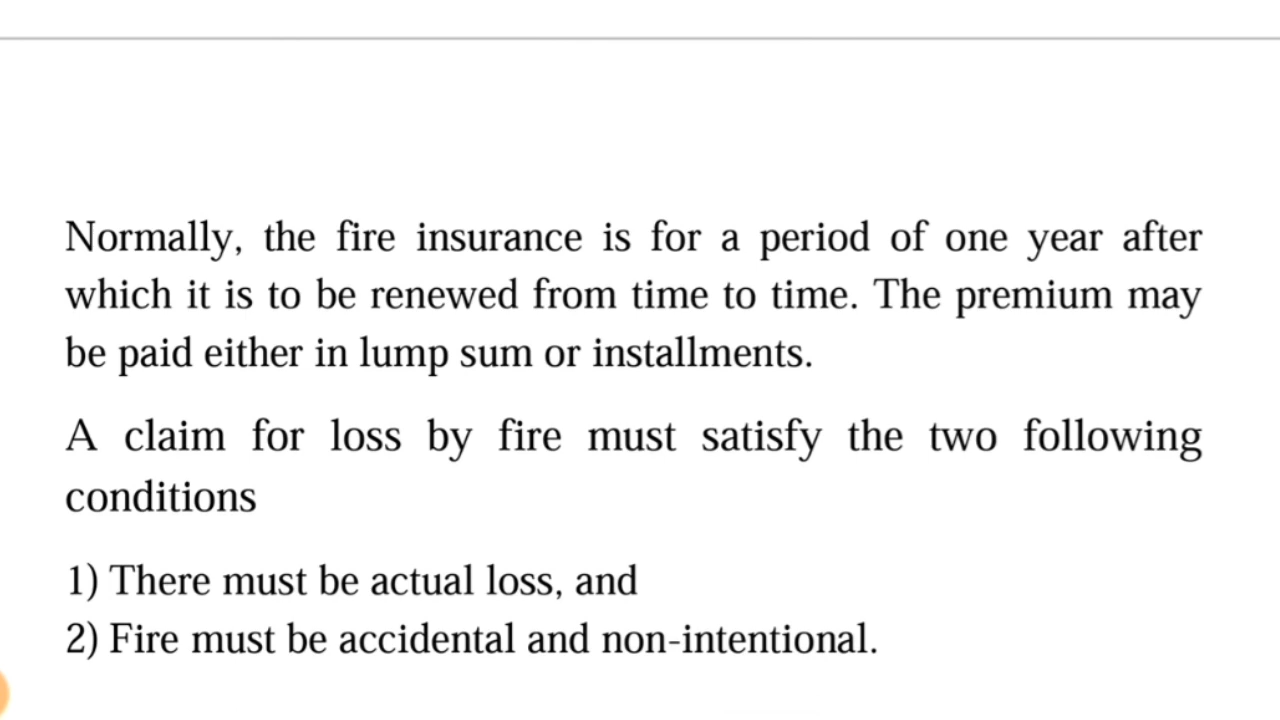 Normally, the fire insurance is for a period of one year after
which it is to be renewed from time to time. The premium may
be paid either in lump sum or installments.
A claim for loss by fire must satisfy the two following
conditions
1) There must be actual loss, and
2) Fire must be accidental and non-intentional.